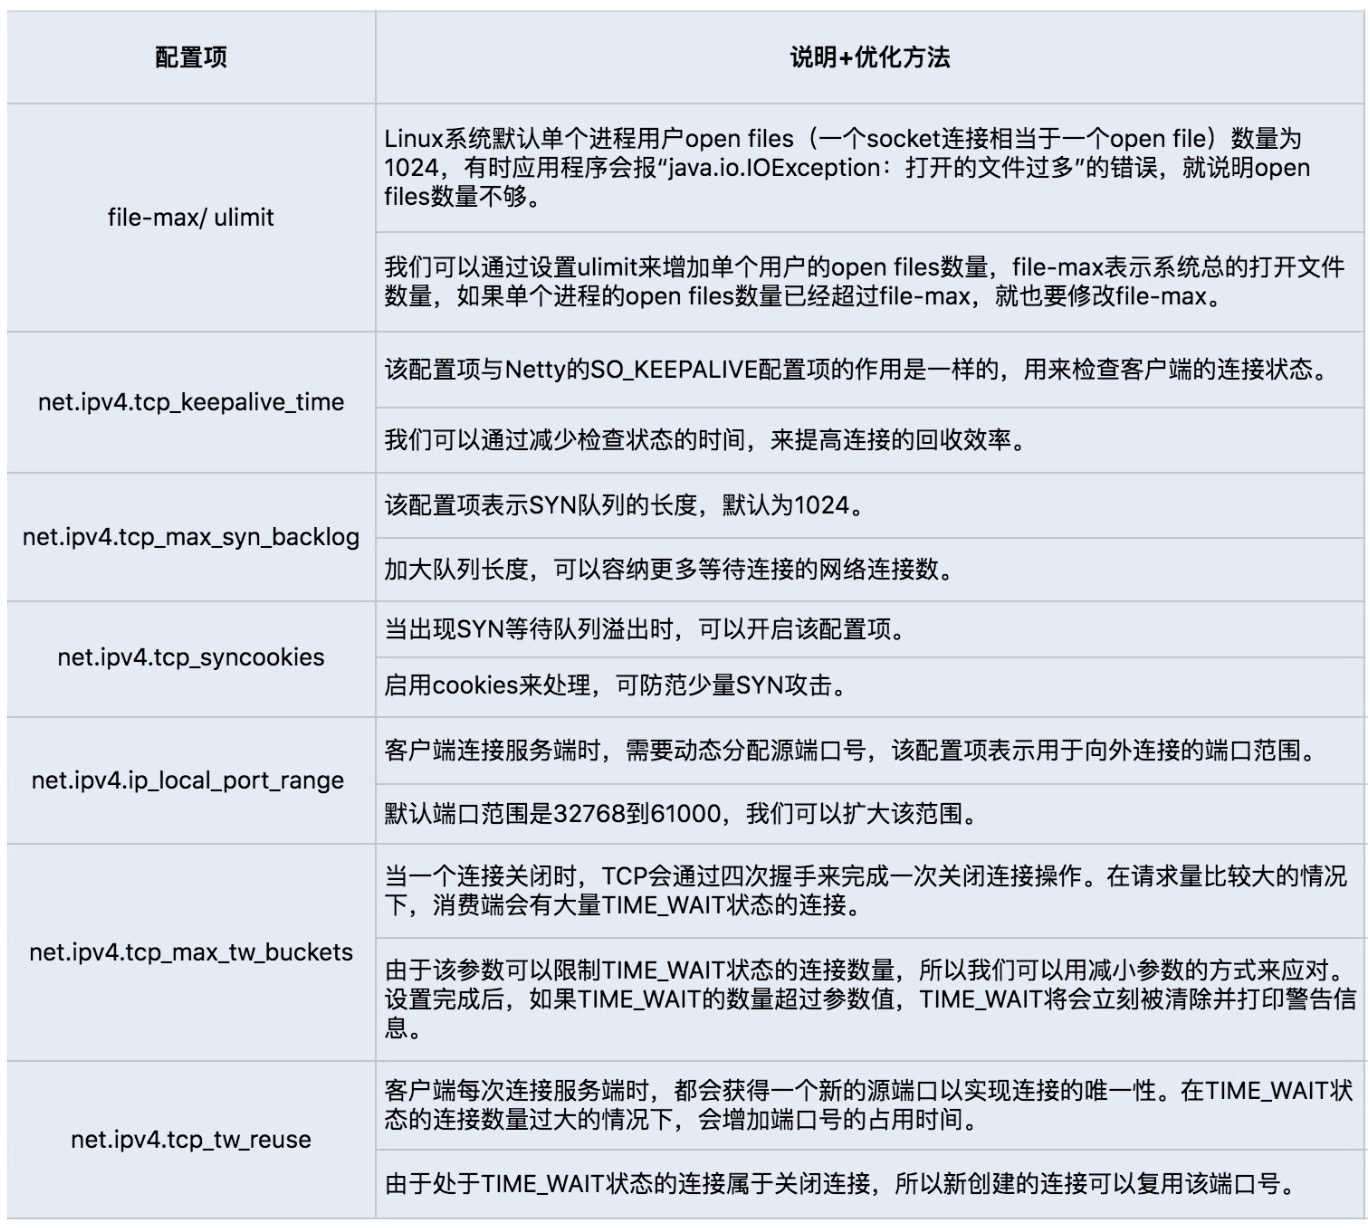 配置项
说明+优化方法
file-max/ ulimit
Linux系统默认单个进程用户open files（一个socket连接相当于一个open file）数量为
1024，有时应用程序会报“java.io.IOException：打开的文件过多”的错误，就说明open
files数量不够。
我们可以通过设置ulimit来增加单个用户的open files数量，file-max表示系统总的打开文件
数量，如果单个进程的open files数量已经超过file-max，就也要修改file-max。
net.ipv4.tcp_keepalive_time
该配置项与Netty的SO_KEEPALIVE配置项的作用是一样的，用来检查客户端的连接状态。
我们可以通过减少检查状态的时间，来提高连接的回收效率。
net.ipv4.tcp_max_syn_backlog
该配置项表示SYN队列的长度，默认为1024。
加大队列长度，可以容纳更多等待连接的网络连接数。
net.ipv4.tcp_syncookies
当出现SYN等待队列溢出时，可以开启该配置项。
启用cookies来处理，可防范少量SYN攻击。
net.ipv4.ip_local_port_range
客户端连接服务端时，需要动态分配源端口号，该配置项表示用于向外连接的端口范围。
默认端口范围是32768到61000，我们可以扩大该范围。
net.ipv4.tcp_max_tw_buckets
当一个连接关闭时，TCP会通过四次握手来完成一次关闭连接操作。在请求量比较大的情况
下，消费端会有大量TIME_WAIT状态的连接。
由于该参数可以限制TIME_WAIT状态的连接数量，所以我们可以用减小参数的方式来应对。
设置完成后，如果TIME_WAIT的数量超过参数值，TIME_WAIT将会立刻被清除并打印警告信
息。
net.ipv4.tcp_tw_reuse
客户端每次连接服务端时，都会获得一个新的源端口以实现连接的唯一性。在TIME_WAIT状
态的连接数量过大的情况下，会增加端口号的占用时间。
由于处于TIME_WAIT状态的连接属于关闭连接，所以新创建的连接可以复用该端口号。